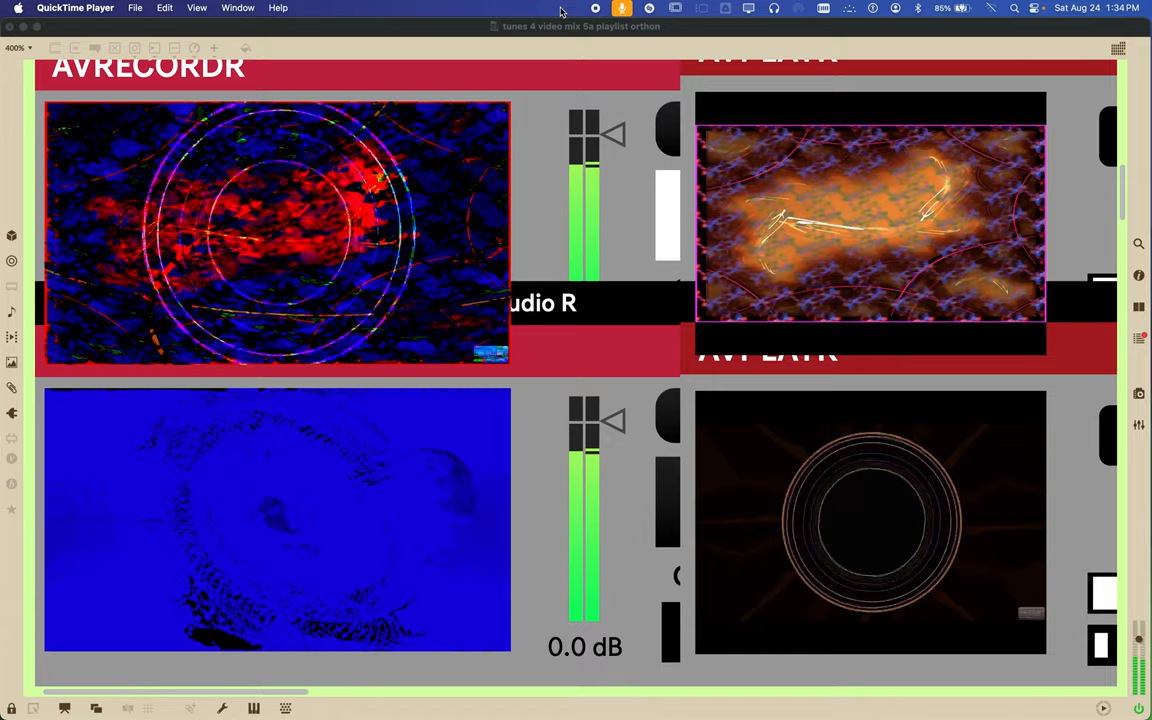 QuickTime Player File Edit View Window Help 85% Sat Aug 24 1:34 PM
tunes 4 video mix 5a playlist orthon
400%
AVRECORDR
udio R
0.0 dB